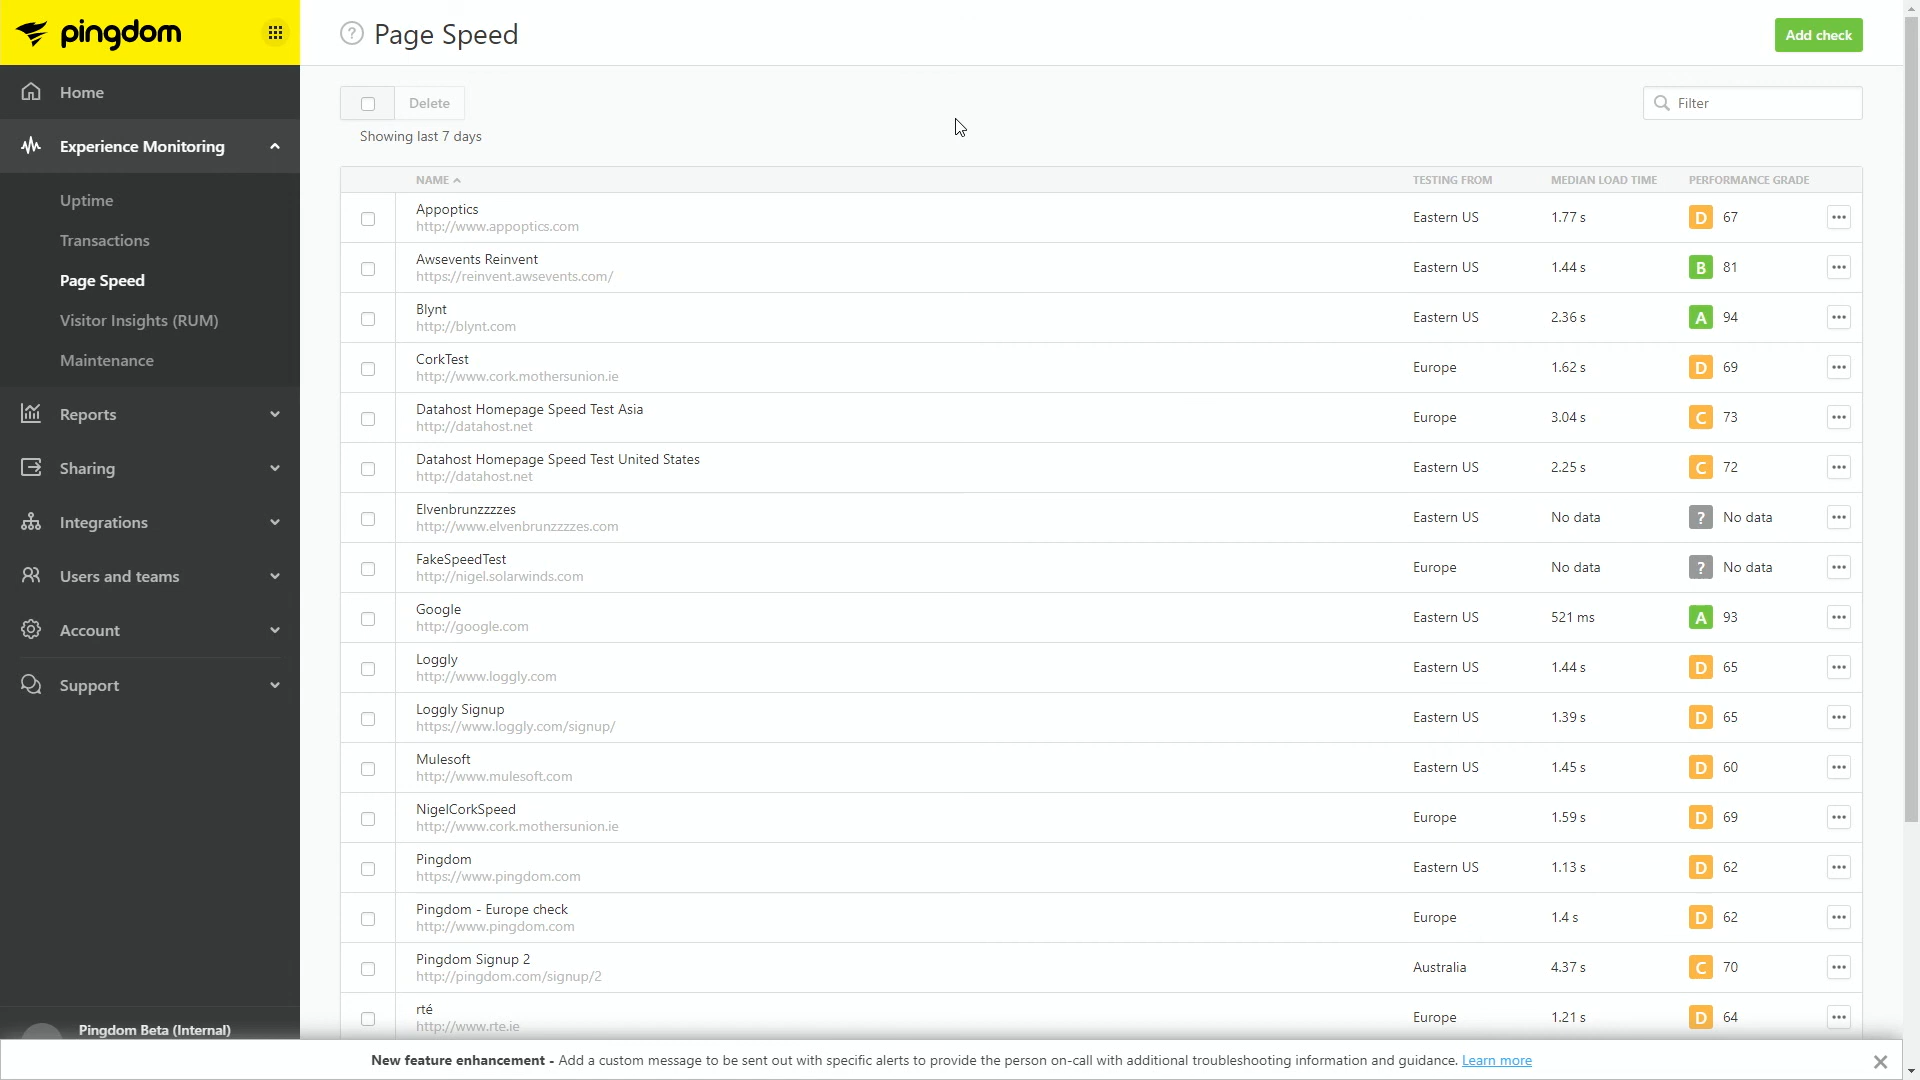 pingdom
Page Speed
Add check
Home
Experience Monitoring
Uptime
Transactions
Page Speed
Visitor Insights (RUM)
Maintenance
Reports
Sharing
Integrations
Users and teams
Account
Support
Pingdom Beta (Internal)
Delete
Filter
Showing last 7 days
NAME TESTING FROM MEDIAN LOAD TIME PERFORMANCE GRADE
Appoptics
http://www.appoptics.com
Eastern US 1.77 s D 67
Awsevents Reinvent
https://reinvent.awsevents.com/
Eastern US 1.44 s B 81
Blynt
http://blynt.com
Eastern US 2.36 s A 94
CorkTest
http://www.cork.mothersunion.ie
Europe 1.62 s D 69
Datahost Homepage Speed Test Asia
http://datahost.net
Europe 3.04 s C 73
Datahost Homepage Speed Test United States
http://datahost.net
Eastern US 2.25 s C 72
Elvenbrunzzzzes
http://www.elvenbrunzzzzes.com
Eastern US No data ? No data
FakeSpeedTest
http://nigel.solarwinds.com
Europe No data ? No data
Google
http://google.com
Eastern US 521 ms A 93
Loggly
http://www.loggly.com
Eastern US 1.44 s D 65
Loggly Signup
https://www.loggly.com/signup/
Eastern US 1.39 s D 65
Mulesoft
http://www.mulesoft.com
Eastern US 1.45 s D 60
NigelCorkSpeed
http://www.cork.mothersunion.ie
Europe 1.59 s D 69
Pingdom
https://www.pingdom.com
Eastern US 1.13 s D 62
Pingdom - Europe check
http://www.pingdom.com
Europe 1.4 s D 62
Pingdom Signup 2
http://pingdom.com/signup/2
Australia 4.37 s C 70
rté
http://www.rte.ie
Europe 1.21 s D 64
New feature enhancement - Add a custom message to be sent out with specific alerts to provide the person on-call with additional troubleshooting information and guidance. Learn more